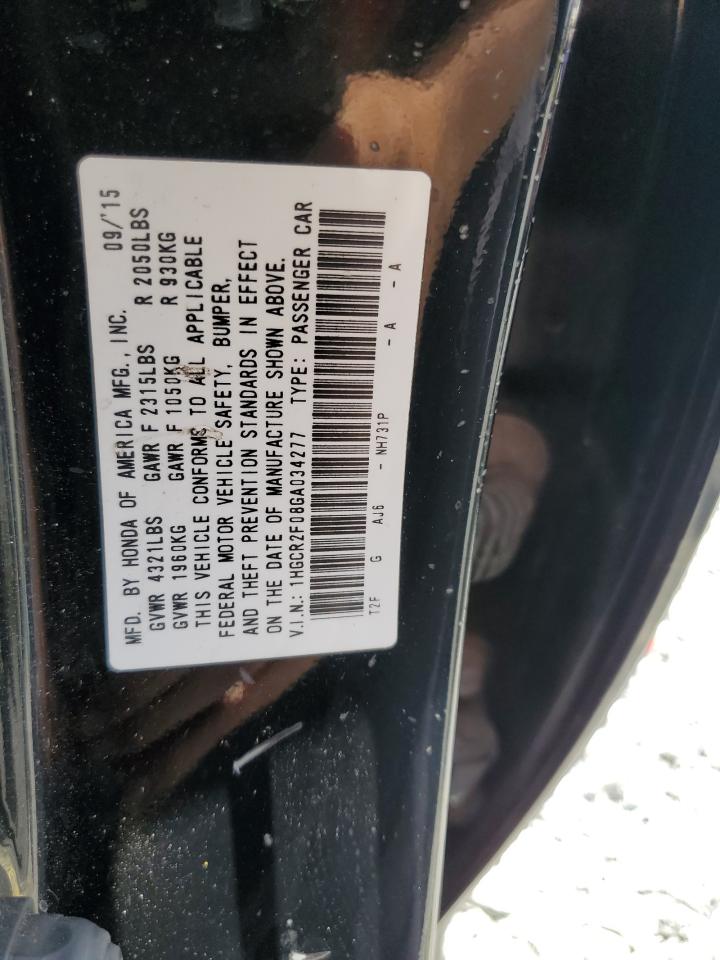 MFD. BY HONDA OF AMERICA MFG., INC. 09/'15
GVWR 4321LBS GAWR F 2315LBS R 2050LBS
GVWR 1960KG GAWR F 1050KG R 930KG
THIS VEHICLE CONFORMS TO ALL APPLICABLE
FEDERAL MOTOR VEHICLE SAFETY, BUMPER,
AND THEFT PREVENTION STANDARDS IN EFFECT
ON THE DATE OF MANUFACTURE SHOWN ABOVE.
V.I.N.: 1HGCR2F08GA034277 TYPE: PASSENGER CAR
T2F G AJ6 - NH731P - A - A